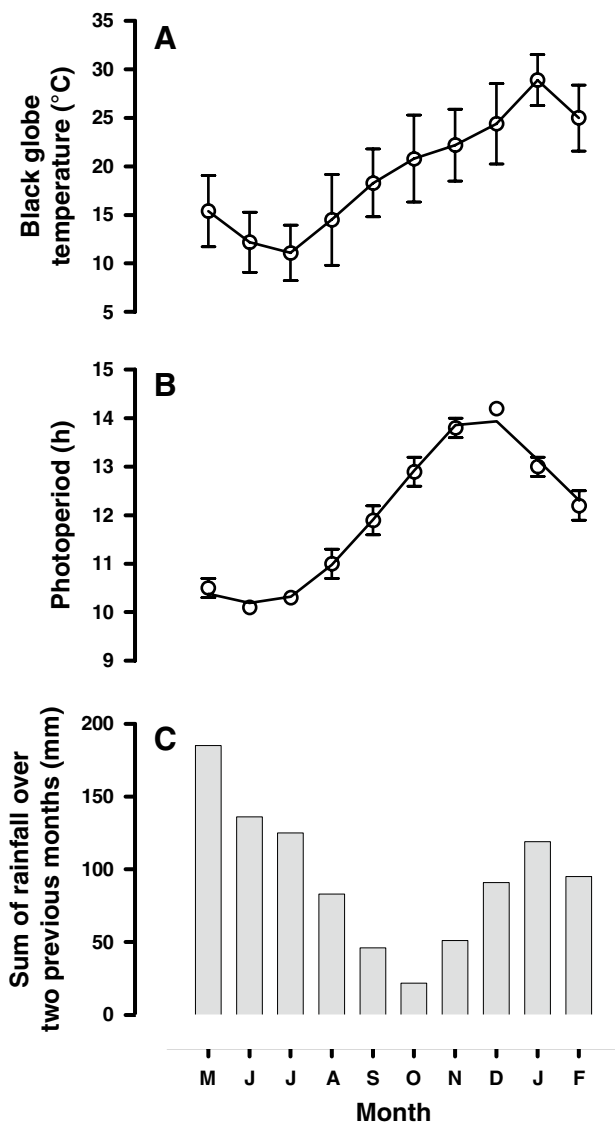 A
Black globe
temperature (°C)
35
30
25
20
15
10
5
B
Photoperiod (h)
15
14
13
12
11
10
9
C
Sum of rainfall over
two previous months (mm)
200
150
100
50
0
M J J A S O N D J F
Month